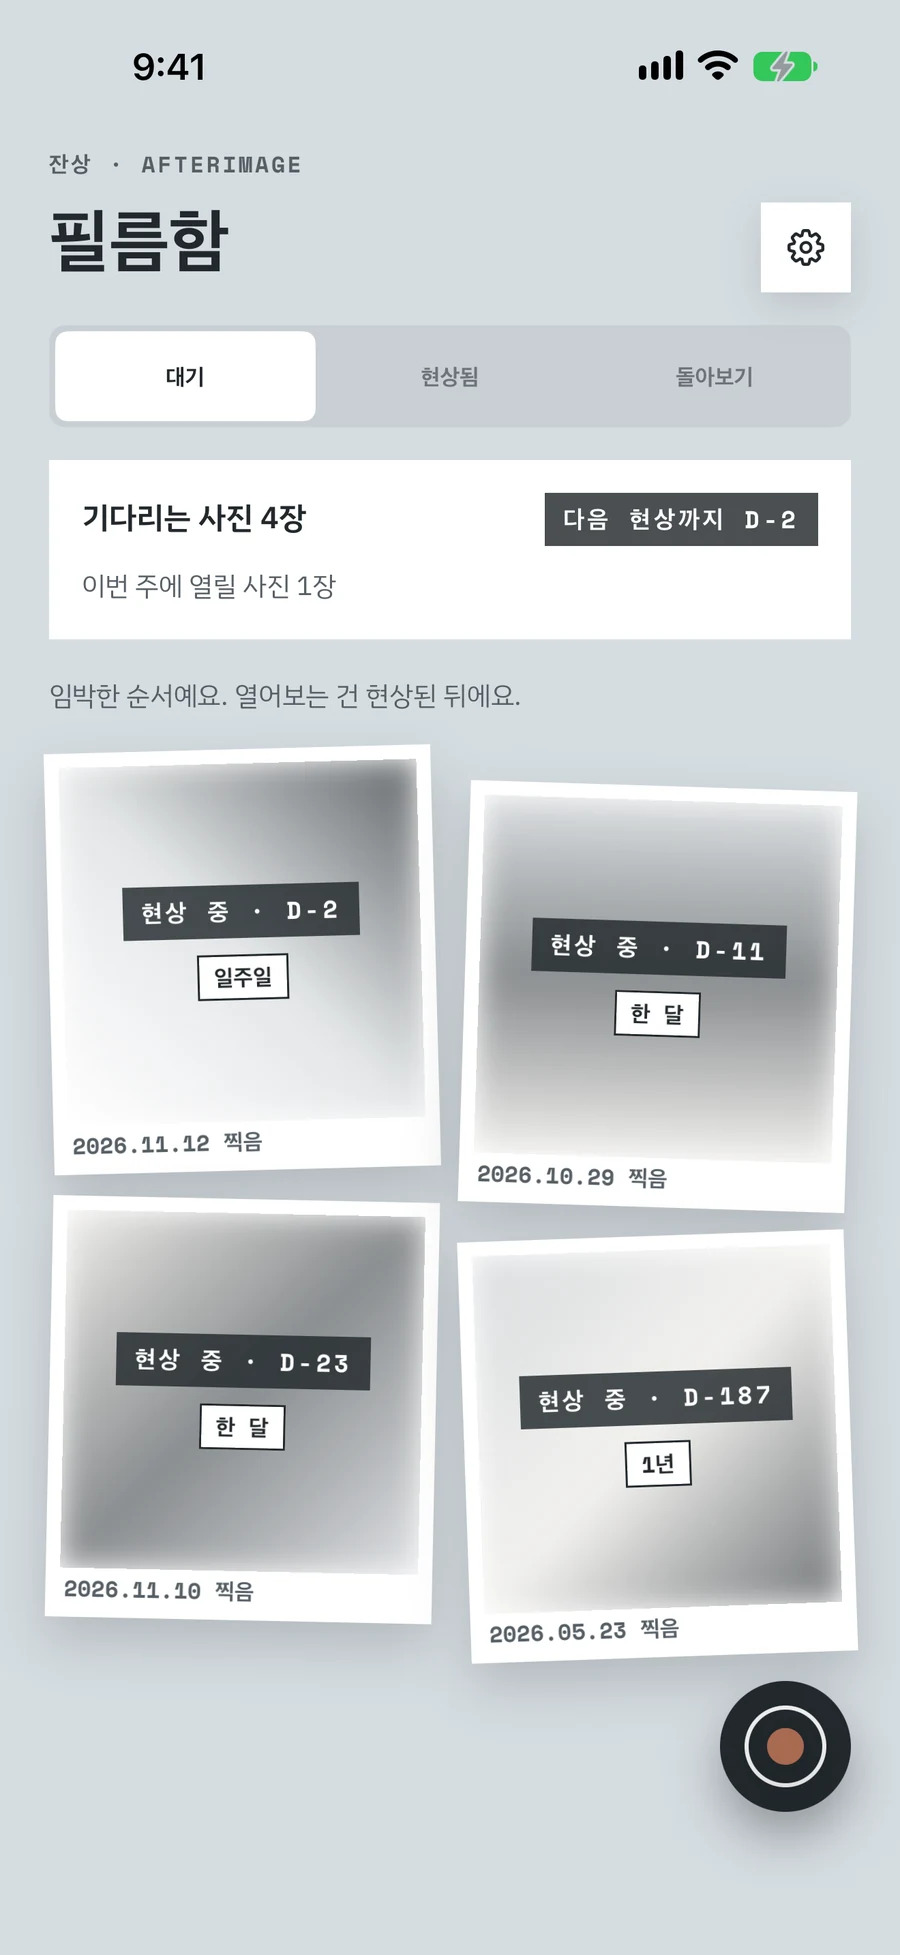 9:41
잔상 · AFTERIMAGE
필름함
대기
현상됨
돌아보기
기다리는 사진 4장
다음 현상까지 D-2
이번 주에 열릴 사진 1장
임박한 순서예요. 열어보는 건 현상된 뒤에요.
현상 중 · D-2
일주일
2026.11.12 찍음
현상 중 · D-11
한 달
2026.10.29 찍음
현상 중 · D-23
한 달
2026.11.10 찍음
현상 중 · D-187
1년
2026.05.23 찍음